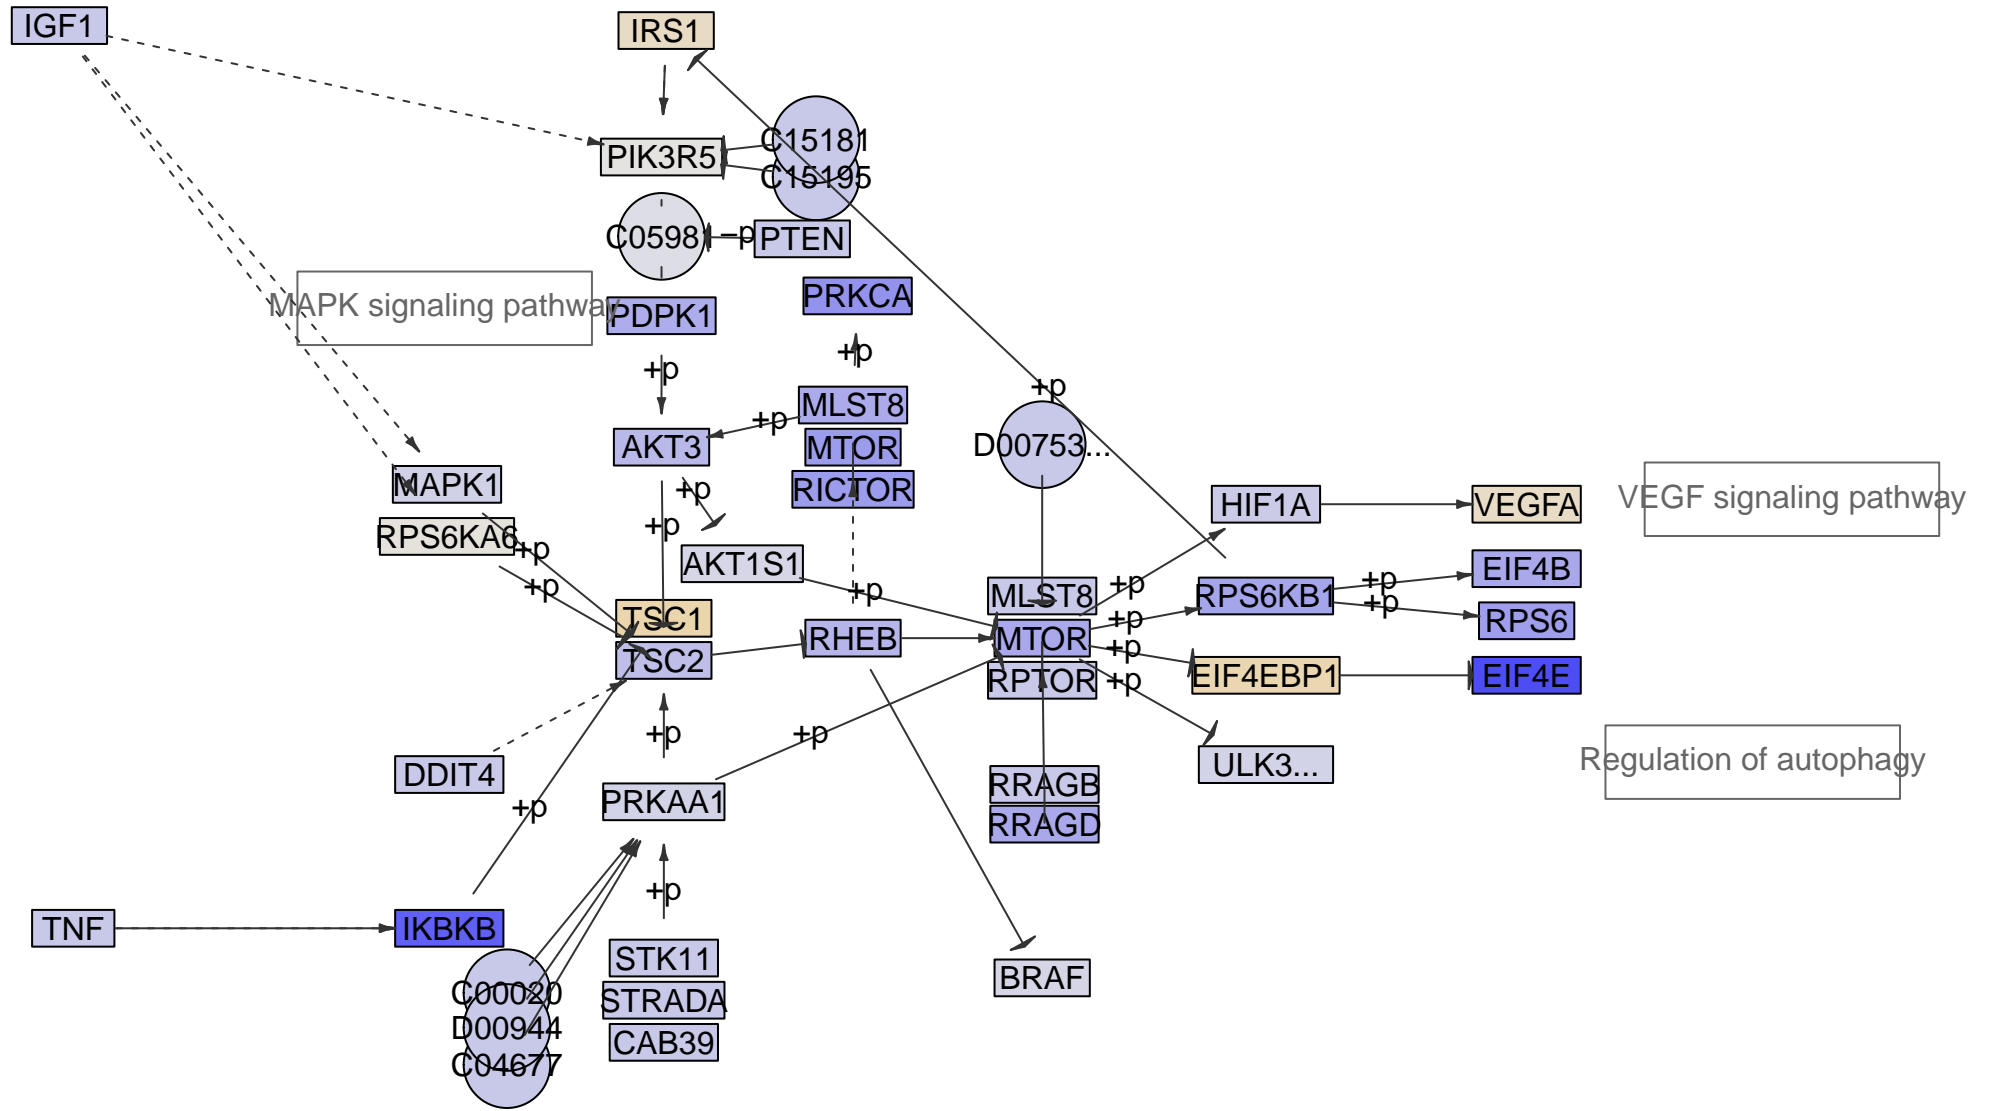 IGF1
IRS1
C15181
PIK3R5
C15195
C0598
−p
PTEN
PRKCA
MAPK signaling pathway
PDPK1
+p
+p
+p
MLST8
+p
AKT3
MTOR
D00753...
MAPK1
RICTOR
+p
HIF1A
VEGFA
VEGF signaling pathway
+p
RPS6KA6
+p
AKT1S1
EIF4B
+p
+p
+p
+p
MLST8
RPS6KB1
+p
TSC1
+p
RPS6
RHEB
MTOR
+p
TSC2
RPTOR
+p
EIF4EBP1
EIF4E
+p
+p
Regulation of autophagy
DDIT4
ULK3...
RRAGB
PRKAA1
+p
RRAGD
+p
TNF
IKBKB
STK11
BRAF
C00020
STRADA
D00944
CAB39
C04677